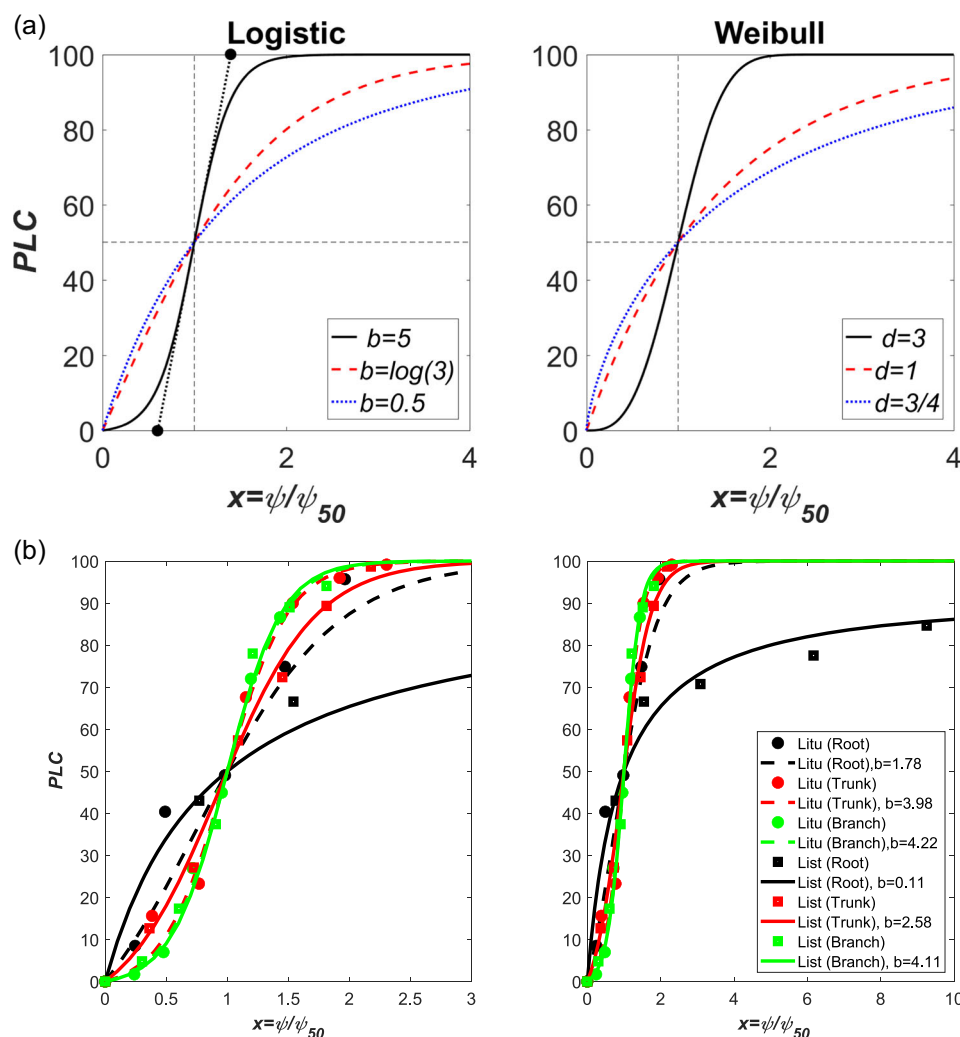 (a)
Logistic
Weibull
100
80
60
40
20
0
PLC
b=5
b=log(3)
b=0.5
0
2
4
x=ψ/ψ50
100
80
60
40
20
0
d=3
d=1
d=3/4
0
2
4
x=ψ/ψ50
(b)
100
90
80
70
60
50
40
30
20
10
0
PLC
0
0.5
1
1.5
2
2.5
3
x=ψ/ψ50
100
90
80
70
60
50
40
30
20
10
0
Litu (Root)
Litu (Root),b=1.78
Litu (Trunk)
Litu (Trunk), b=3.98
Litu (Branch)
Litu (Branch),b=4.22
List (Root)
List (Root), b=0.11
List (Trunk)
List (Trunk), b=2.58
List (Branch)
List (Branch), b=4.11
0
2
4
6
8
10
x=ψ/ψ50